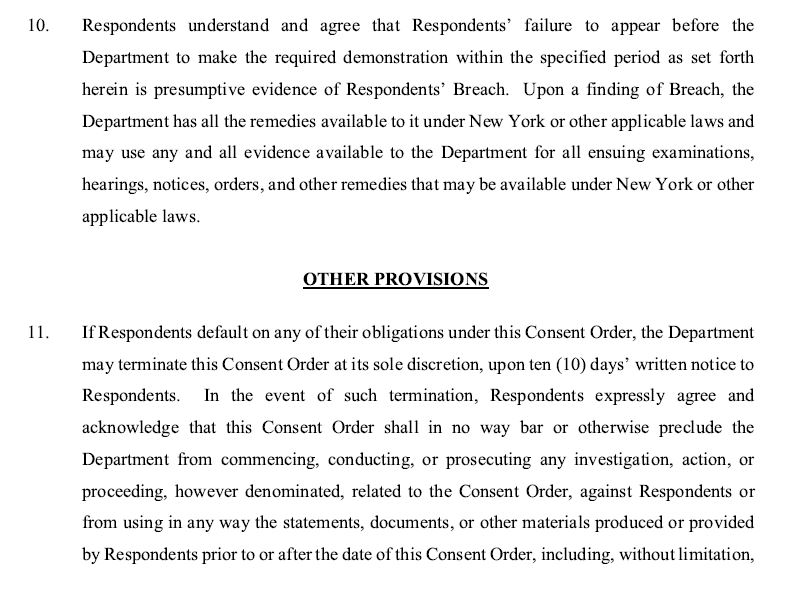 10. Respondents understand and agree that Respondents’ failure to appear before the
Department to make the required demonstration within the specified period as set forth
herein is presumptive evidence of Respondents’ Breach. Upon a finding of Breach, the
Department has all the remedies available to it under New York or other applicable laws and
may use any and all evidence available to the Department for all ensuing examinations,
hearings, notices, orders, and other remedies that may be available under New York or other
applicable laws.
OTHER PROVISIONS
11. If Respondents default on any of their obligations under this Consent Order, the Department
may terminate this Consent Order at its sole discretion, upon ten (10) days’ written notice to
Respondents. In the event of such termination, Respondents expressly agree and
acknowledge that this Consent Order shall in no way bar or otherwise preclude the
Department from commencing, conducting, or prosecuting any investigation, action, or
proceeding, however denominated, related to the Consent Order, against Respondents or
from using in any way the statements, documents, or other materials produced or provided
by Respondents prior to or after the date of this Consent Order, including, without limitation,